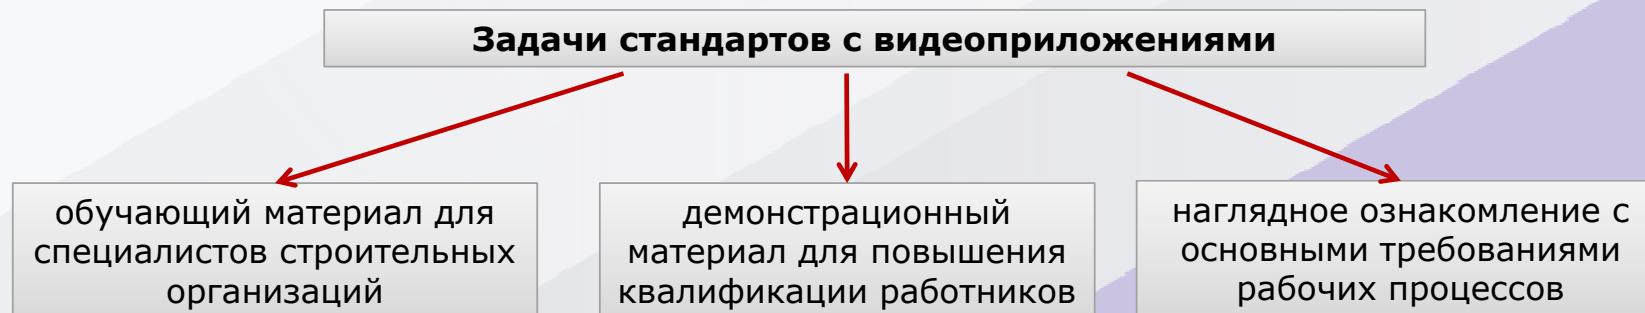 Задачи стандартов с видеоприложениями
обучающий материал для
специалистов строительных
организаций
демонстрационный
материал для повышения
квалификации работников
наглядное ознакомление с
основными требованиями
рабочих процессов